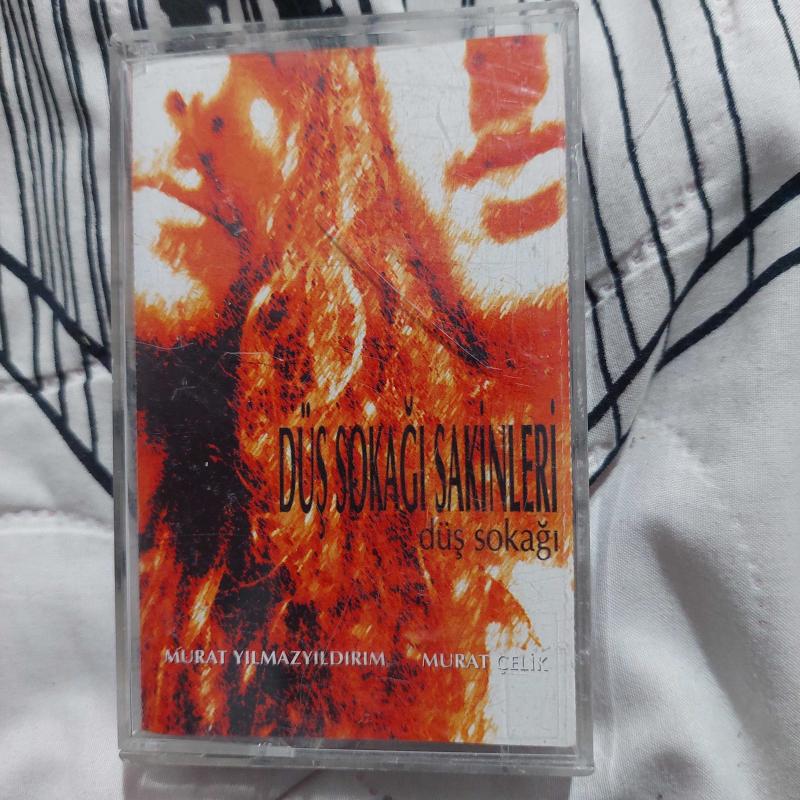 DÜŞ SOKAĞI SAKİNLERİ
düş sokağı
MURAT YILMAZYILDIRIM MURAT ÇELİK